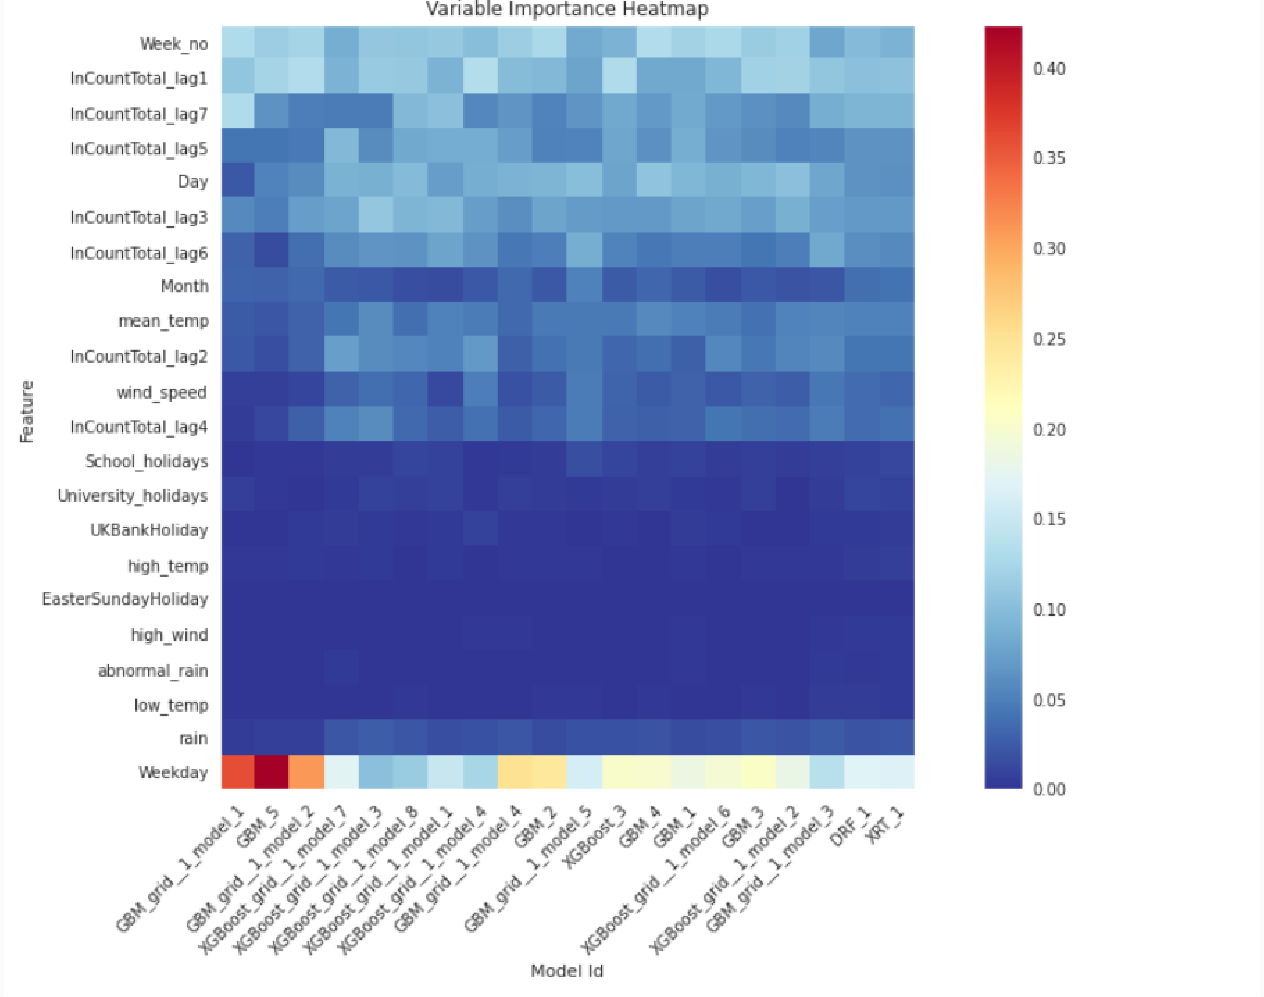 Variable Importance Heatmap
Week_no
InCountTotal_lag1
InCountTotal_lag7
InCountTotal_lag5
Day
InCountTotal_lag3
InCountTotal_lag6
Month
mean_temp
InCountTotal_lag2
wind_speed
InCountTotal_lag4
School_holidays
University_holidays
UKBankHoliday
high_temp
EasterSundayHoliday
high_wind
abnormal_rain
low_temp
rain
Weekday
Feature
0.40
0.35
0.30
0.25
0.20
0.15
0.10
0.05
0.00
GBM_grid__1_model_1
GBM_5
GBM_grid__1_model_2
XGBoost_grid__1_model_7
XGBoost_grid__1_model_3
XGBoost_grid__1_model_8
XGBoost_grid__1_model_1
XGBoost_grid__1_model_4
GBM_grid__1_model_4
GBM_2
GBM_grid__1_model_5
XGBoost_3
GBM_4
GBM_1
XGBoost_grid__1_model_6
GBM_3
XGBoost_grid__1_model_2
GBM_grid__1_model_3
DRF_1
XRT_1
Model Id